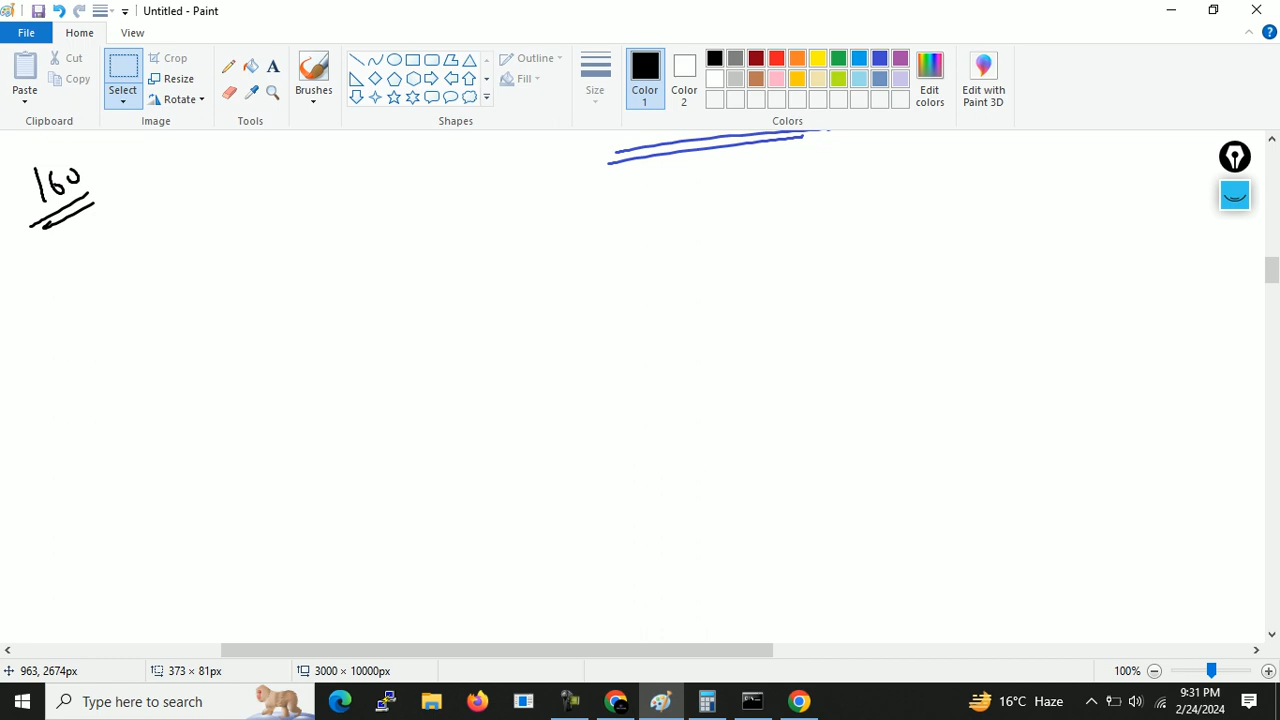 Untitled - Paint
File Home View
Paste
Cut
Copy
Clipboard
Select
Crop
Resize
Rotate
Image
A
Tools
Brushes
Shapes
Outline
Fill
Size
Color 1
Color 2
Edit colors
Colors
Edit with Paint 3D
160
963, 2674px 373 × 81px 3000 × 10000px 100%
Type here to search
16°C Haze
9:31 PM
2/24/2024